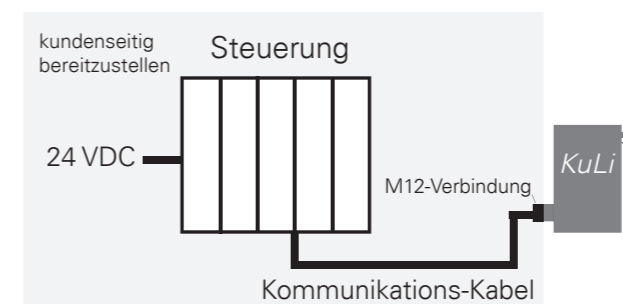 kundenseitig
bereitzustellen
Steuerung
24 VDC
KuLi
M12-Verbindung
Kommunikations-Kabel